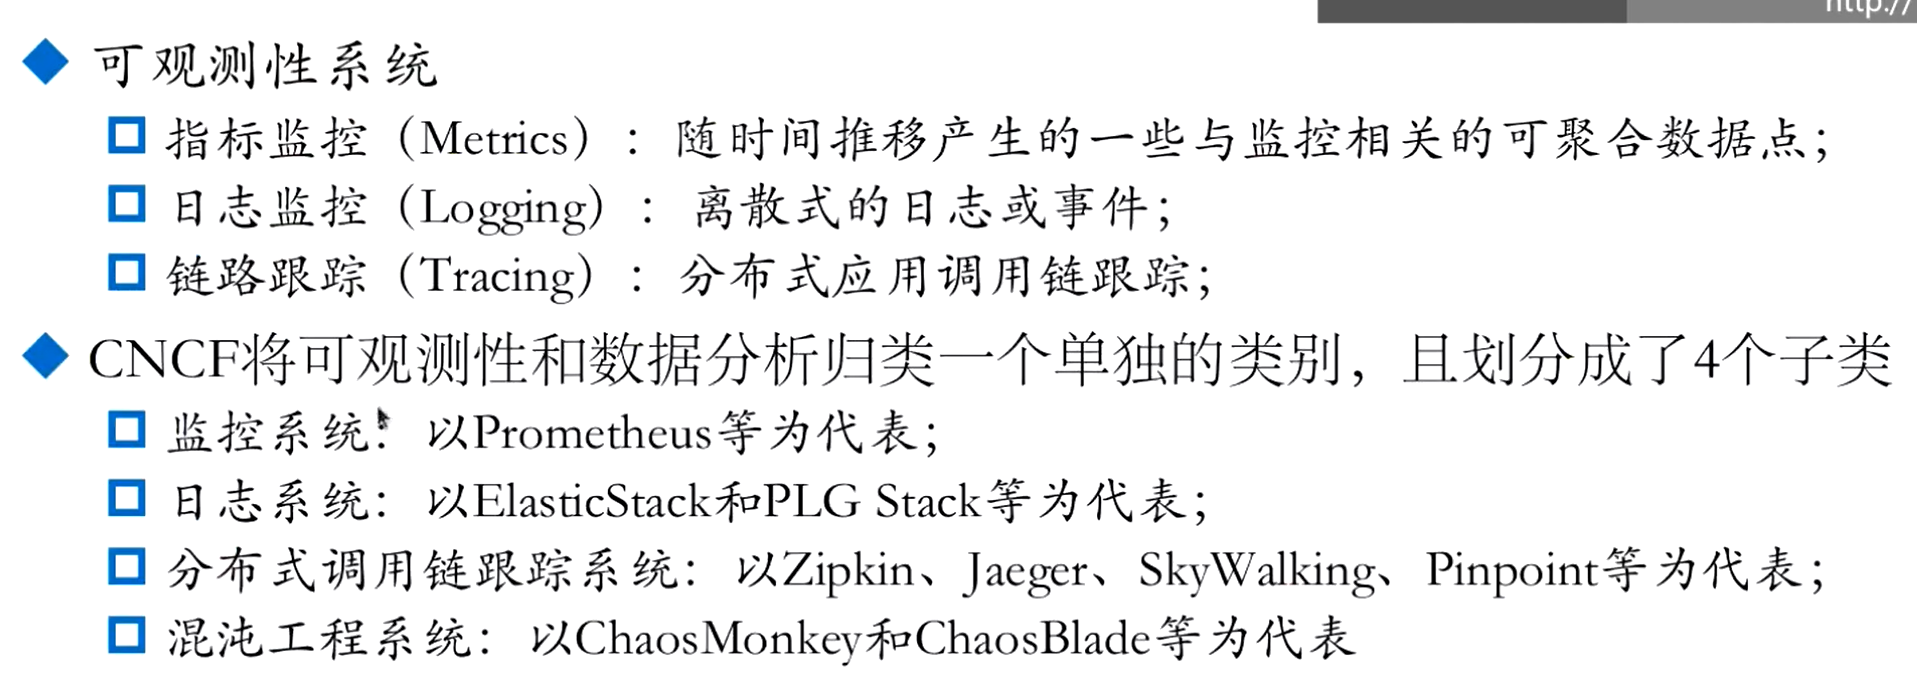 http://
可观测性系统
指标监控（Metrics）：随时间推移产生的一些与监控相关的可聚合数据点；
日志监控（Logging）：离散式的日志或事件；
链路跟踪（Tracing）：分布式应用调用链跟踪；
CNCF将可观测性和数据分析归类一个单独的类别，且划分成了4个子类
监控系统：以Prometheus等为代表；
日志系统：以ElasticStack和PLG Stack等为代表；
分布式调用链跟踪系统：以Zipkin、Jaeger、SkyWalking、Pinpoint等为代表；
混沌工程系统：以ChaosMonkey和ChaosBlade等为代表